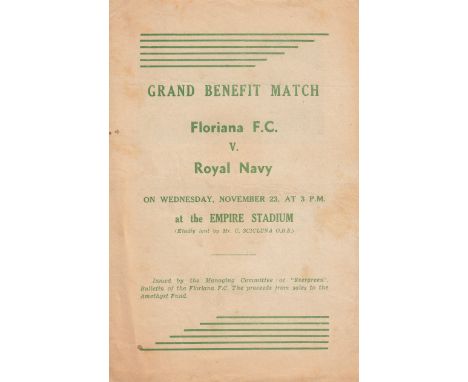 GRAND BENEFIT MATCH
Floriana F.C.
V.
Royal Navy
ON WEDNESDAY, NOVEMBER 23, AT 3 P.M.
at the EMPIRE STADIUM
(Kindly lent by Mr. C. SCICLUNA O.B.E.)
Issued by the Managing Committee of "Evergreen",
Bulletin of the Floriana F.C. The proceeds from sales to the
Amethyst Fund.